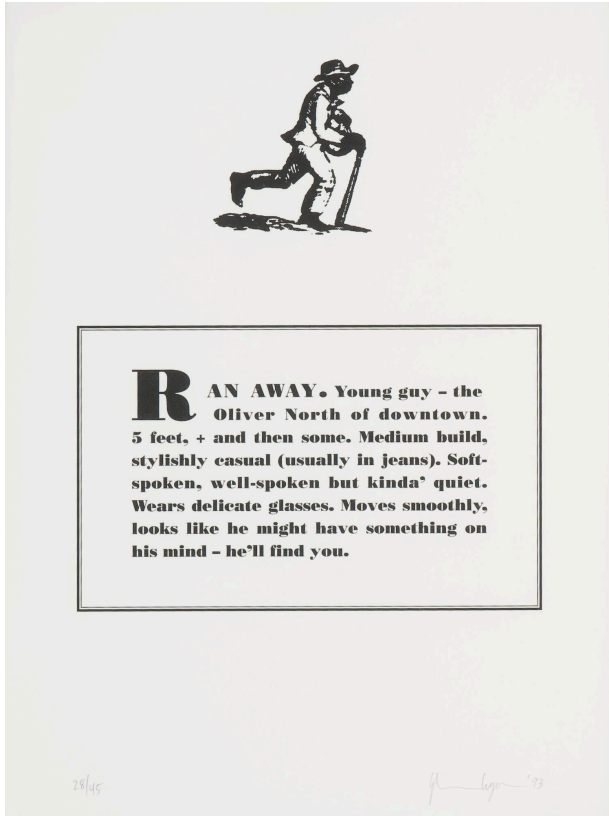 RAN AWAY. Young guy – the
Oliver North of downtown.
5 feet, + and then some. Medium build,
stylishly casual (usually in jeans). Soft-
spoken, well-spoken but kinda’ quiet.
Wears delicate glasses. Moves smoothly,
looks like he might have something on
his mind – he’ll find you.
28/45
'93